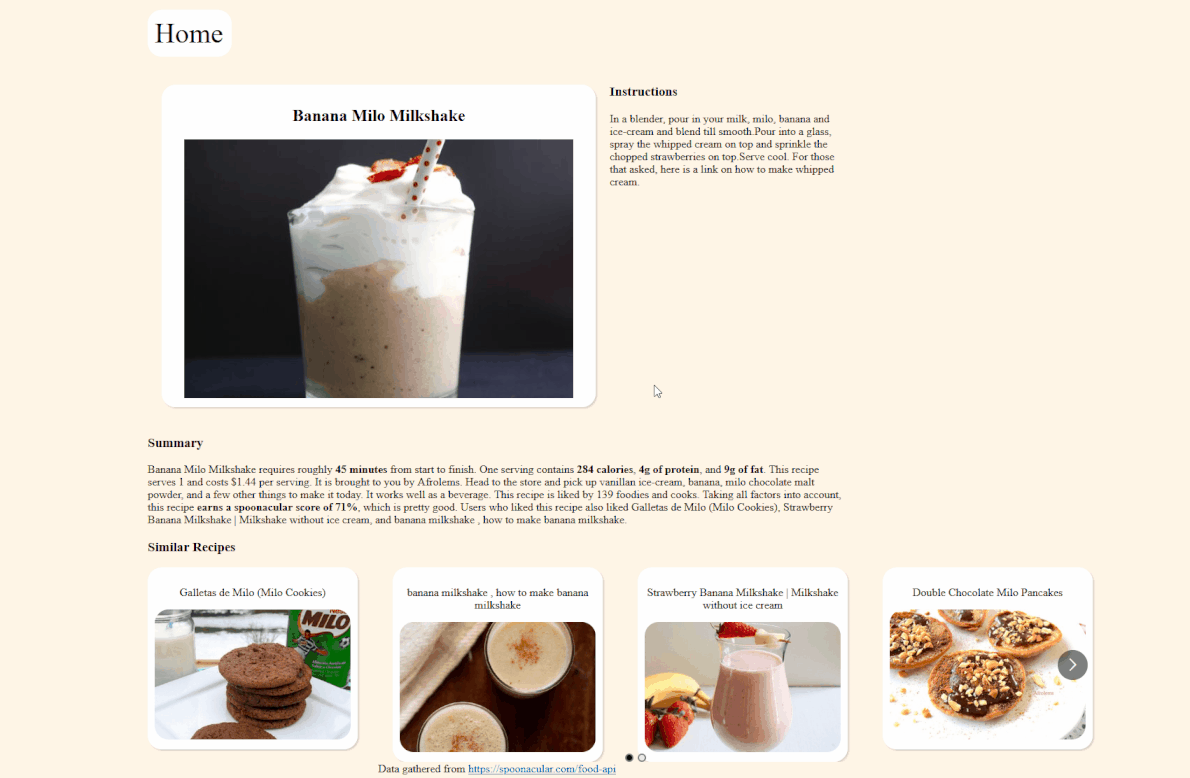 Home
Banana Milo Milkshake
Instructions
In a blender, pour in your milk, milo, banana and
ice-cream and blend till smooth.Pour into a glass,
spray the whipped cream on top and sprinkle the
chopped strawberries on top.Serve cool. For those
that asked, here is a link on how to make whipped
cream.
Summary
Banana Milo Milkshake requires roughly 45 minutes from start to finish. One serving contains 284 calories, 4g of protein, and 9g of fat. This recipe
serves 1 and costs $1.44 per serving. It is brought to you by Afrolems. Head to the store and pick up vanillan ice-cream, banana, milo chocolate malt
powder, and a few other things to make it today. It works well as a beverage. This recipe is liked by 139 foodies and cooks. Taking all factors into account,
this recipe earns a spoonacular score of 71%, which is pretty good. Users who liked this recipe also liked Galletas de Milo (Milo Cookies), Strawberry
Banana Milkshake | Milkshake without ice cream, and banana milkshake , how to make banana milkshake.
Similar Recipes
Galletas de Milo (Milo Cookies)
MILO
banana milkshake , how to make banana
milkshake
Strawberry Banana Milkshake | Milkshake
without ice cream
Double Chocolate Milo Pancakes
Data gathered from https://spoonacular.com/food-api